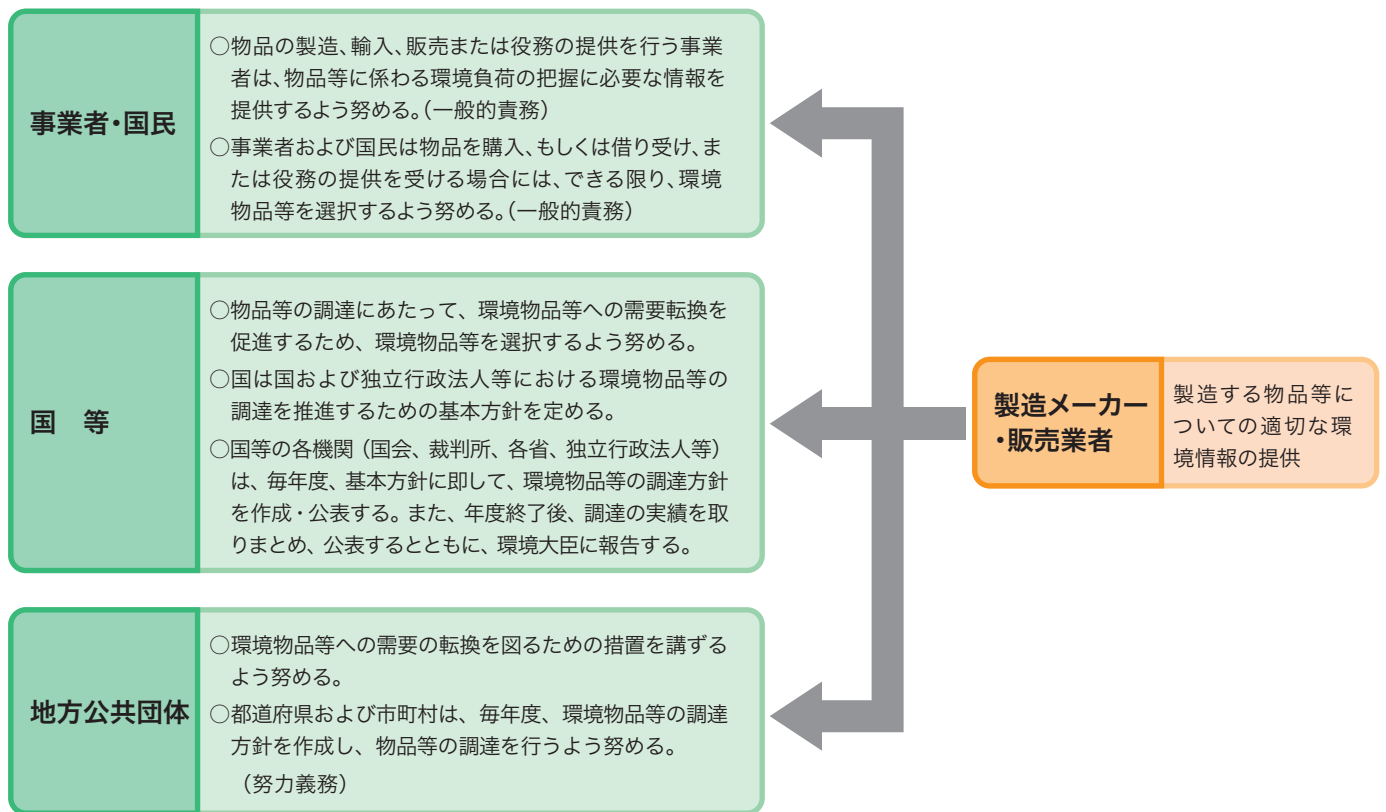 事業者・国民
○物品の製造、輸入、販売または役務の提供を行う事業
者は、物品等に係わる環境負荷の把握に必要な情報を
提供するよう努める。（一般的責務）
○事業者および国民は物品を購入、もしくは借り受け、ま
たは役務の提供を受ける場合には、できる限り、環境
物品等を選択するよう努める。（一般的責務）
国　等
○物品等の調達にあたって、環境物品等への需要転換を
促進するため、環境物品等を選択するよう努める。
○国は国および独立行政法人等における環境物品等の
調達を推進するための基本方針を定める。
○国等の各機関（国会、裁判所、各省、独立行政法人等）
は、毎年度、基本方針に即して、環境物品等の調達方針
を作成・公表する。また、年度終了後、調達の実績を取
りまとめ、公表するとともに、環境大臣に報告する。
地方公共団体
○環境物品等への需要の転換を図るための措置を講ずる
よう努める。
○都道府県および市町村は、毎年度、環境物品等の調達
方針を作成し、物品等の調達を行うよう努める。
（努力義務）
製造メーカー
・販売業者
製造する物品等に
ついての適切な環
境情報の提供